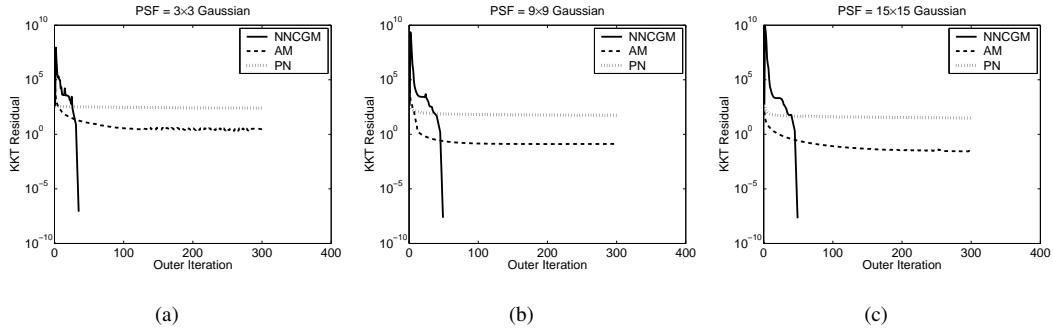 PSF = 3×3 Gaussian
10^10
10^5
10^0
10^-5
10^-10
KKT Residual
0
100
200
300
400
Outer Iteration
NNCGM
AM
PN
(a)
PSF = 9×9 Gaussian
10^10
10^5
10^0
10^-5
10^-10
KKT Residual
0
100
200
300
400
Outer Iteration
NNCGM
AM
PN
(b)
PSF = 15×15 Gaussian
10^10
10^5
10^0
10^-5
10^-10
KKT Residual
0
100
200
300
400
Outer Iteration
NNCGM
AM
PN
(c)